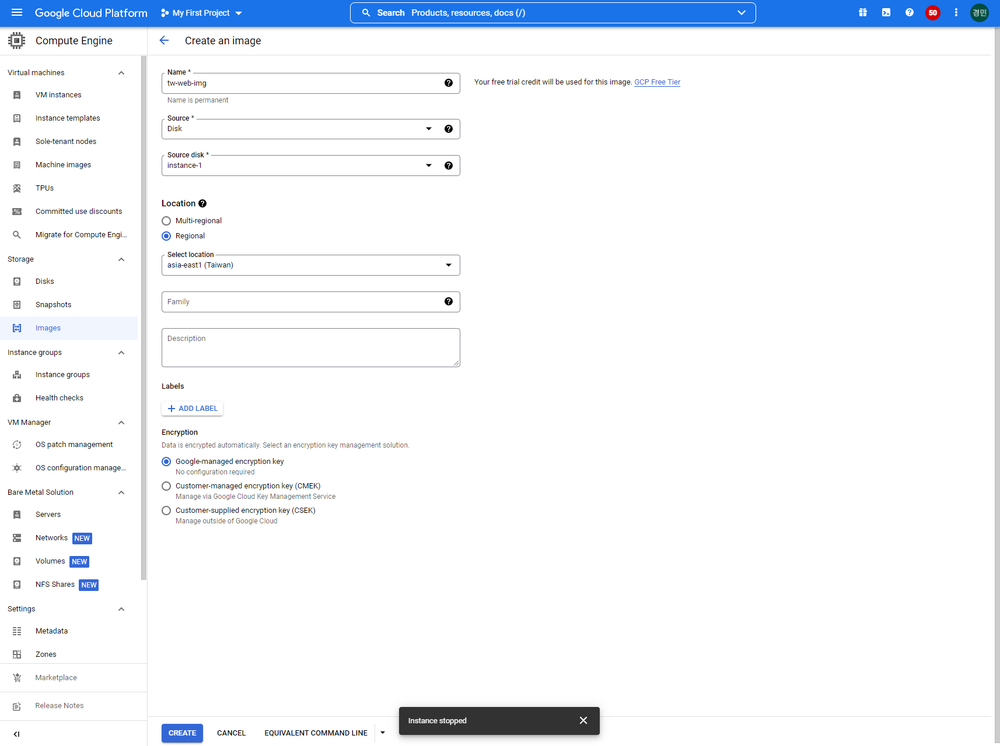 Google Cloud Platform
My First Project
Search Products, resources, docs (/)
50
경민
Compute Engine
Create an image
Virtual machines
VM instances
Instance templates
Sole-tenant nodes
Machine images
TPUs
Committed use discounts
Migrate for Compute Engi...
Storage
Disks
Snapshots
Images
Instance groups
Instance groups
Health checks
VM Manager
OS patch management
OS configuration manage...
Bare Metal Solution
Servers
Networks NEW
Volumes NEW
NFS Shares NEW
Settings
Metadata
Zones
Marketplace
Release Notes
Name *
tw-web-img
Name is permanent
Your free trial credit will be used for this image. GCP Free Tier
Source *
Disk
Source disk *
instance-1
Location
Multi-regional
Regional
Select location
asia-east1 (Taiwan)
Family
Description
Labels
ADD LABEL
Encryption
Data is encrypted automatically. Select an encryption key management solution.
Google-managed encryption key
No configuration required
Customer-managed encryption key (CMEK)
Manage via Google Cloud Key Management Service
Customer-supplied encryption key (CSEK)
Manage outside of Google Cloud
Instance stopped
CREATE
CANCEL
EQUIVALENT COMMAND LINE